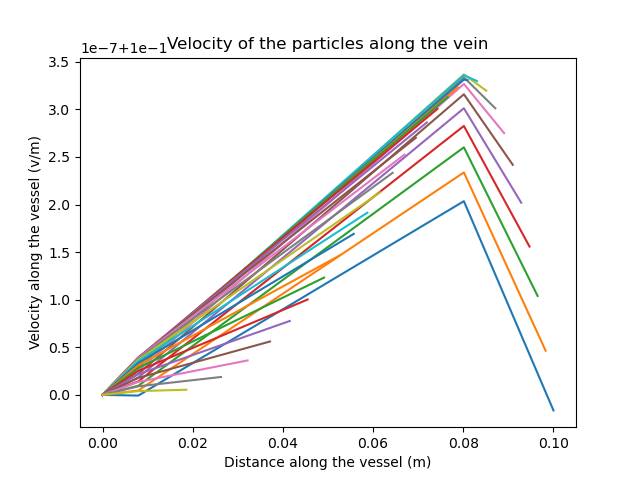 1e−7+1e−1
Velocity of the particles along the vein
3.5
3.0
2.5
2.0
1.5
1.0
0.5
0.0
Velocity along the vessel (v/m)
0.00 0.02 0.04 0.06 0.08 0.10
Distance along the vessel (m)